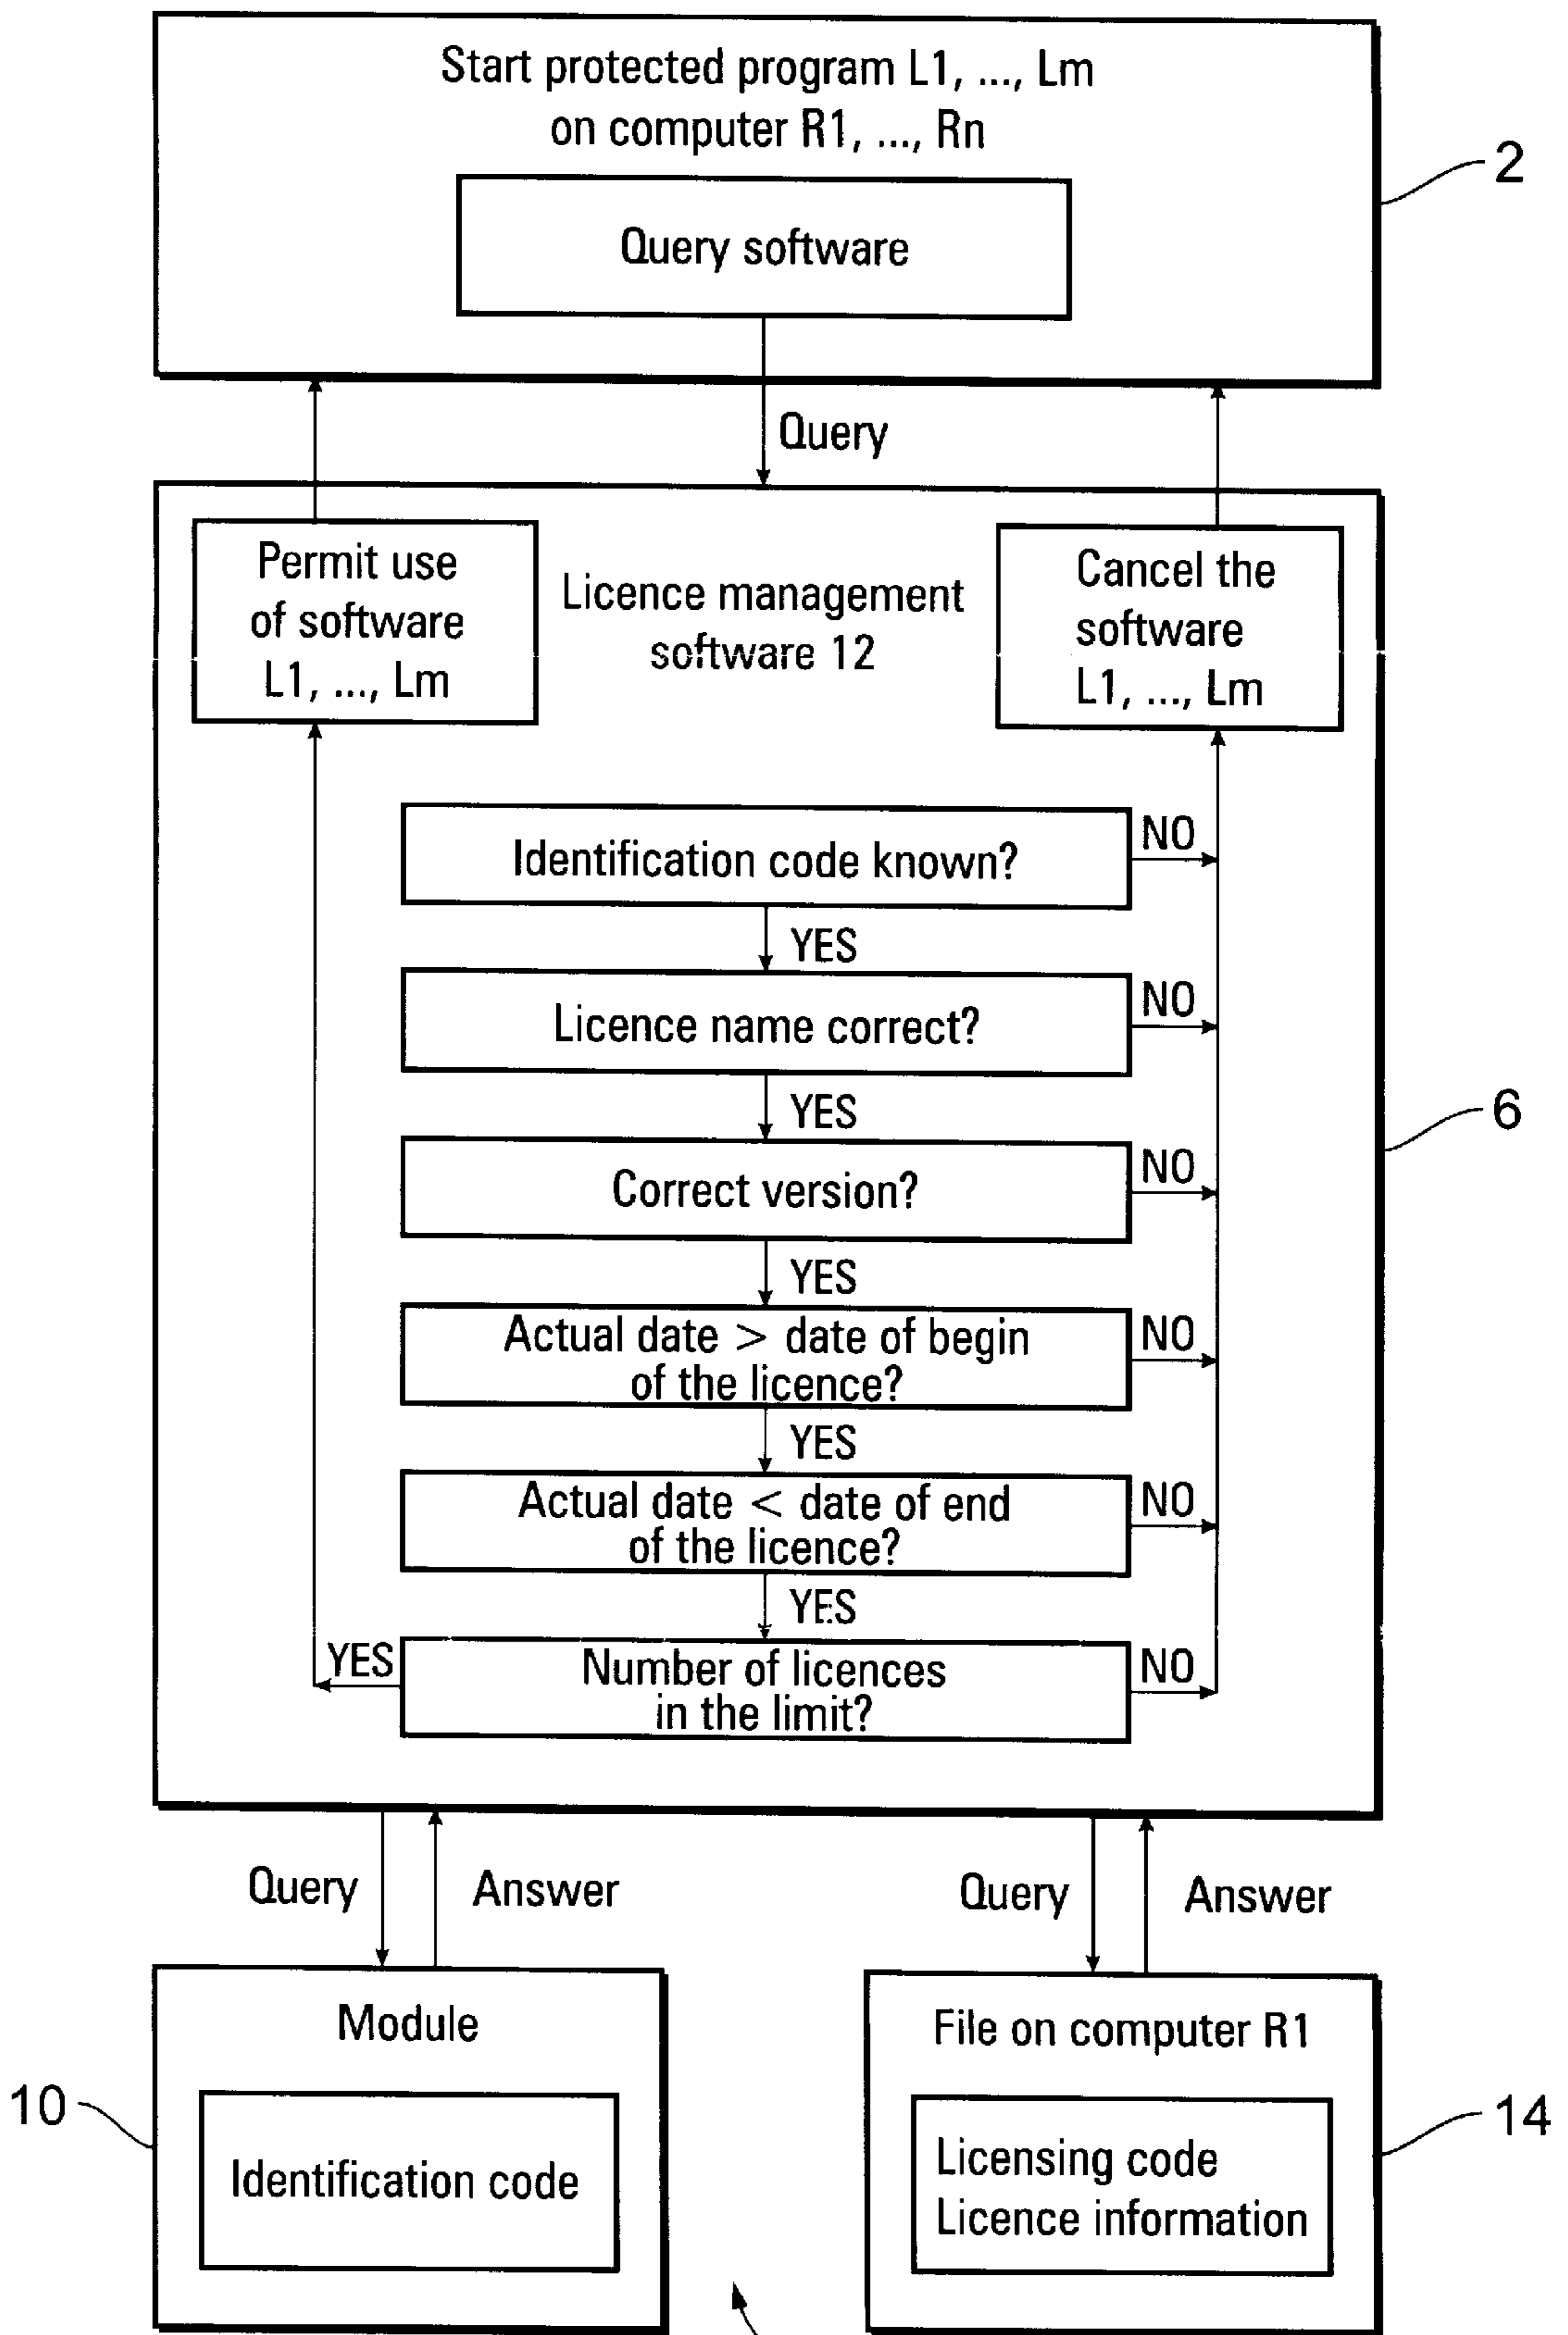 Start protected program L1, ..., Lm
on computer R1, ..., Rn
2
Query software
Query
Permit use
of software
L1, ..., Lm
Licence management
software 12
Cancel the
software
L1, ..., Lm
Identification code known?
NO
YES
Licence name correct?
NO
YES
6
Correct version?
NO
YES
Actual date > date of begin
of the licence?
NO
YES
Actual date < date of end
of the licence?
NO
YES
YES
Number of licences
in the limit?
NO
Query
Answer
Query
Answer
Module
10
Identification code
File on computer R1
14
Licensing code
Licence information